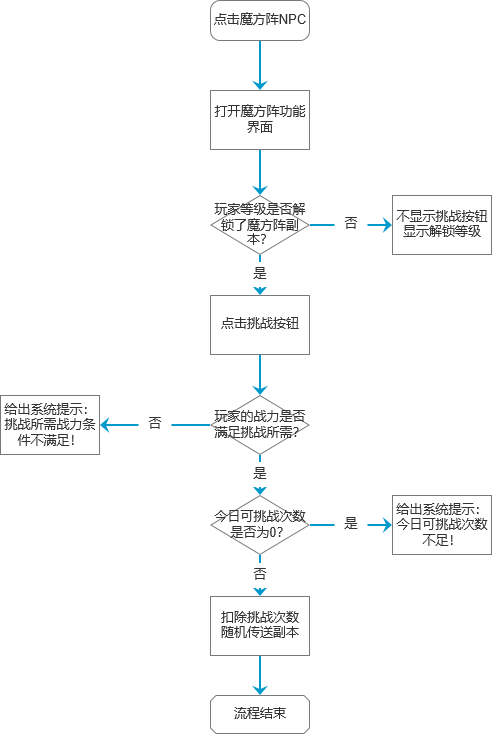 点击魔方阵NPC
打开魔方阵功能
界面
玩家等级是否解
锁了魔方阵副
本?
否
不显示挑战按钮
显示解锁等级
是
点击挑战按钮
玩家的战力是否
满足挑战所需?
否
给出系统提示:
挑战所需战力条
件不满足!
是
今日可挑战次数
是否为0?
是
给出系统提示:
今日可挑战次数
不足!
否
扣除挑战次数
随机传送副本
流程结束